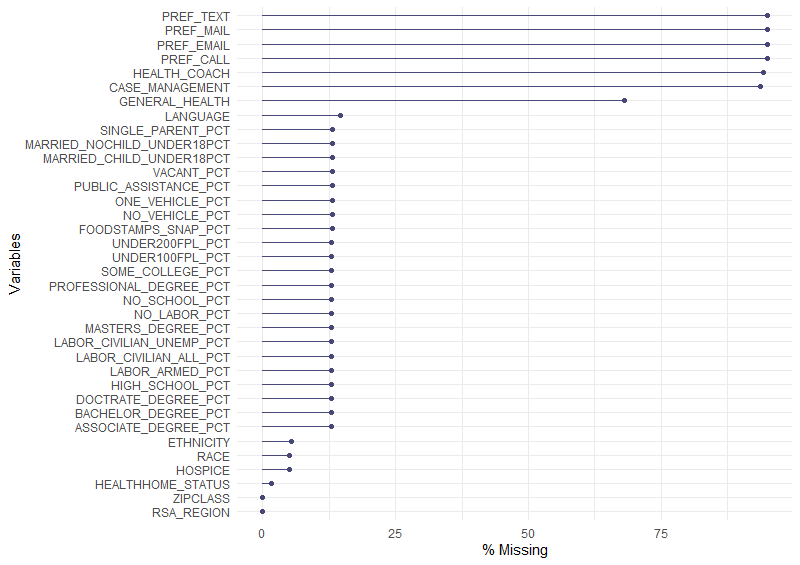 PREF_TEXT
PREF_MAIL
PREF_EMAIL
PREF_CALL
HEALTH_COACH
CASE_MANAGEMENT
GENERAL_HEALTH
LANGUAGE
SINGLE_PARENT_PCT
MARRIED_NOCHILD_UNDER18PCT
MARRIED_CHILD_UNDER18PCT
VACANT_PCT
PUBLIC_ASSISTANCE_PCT
ONE_VEHICLE_PCT
NO_VEHICLE_PCT
FOODSTAMPS_SNAP_PCT
UNDER200FPL_PCT
UNDER100FPL_PCT
SOME_COLLEGE_PCT
PROFESSIONAL_DEGREE_PCT
NO_SCHOOL_PCT
NO_LABOR_PCT
MASTERS_DEGREE_PCT
LABOR_CIVILIAN_UNEMP_PCT
LABOR_CIVILIAN_ALL_PCT
LABOR_ARMED_PCT
HIGH_SCHOOL_PCT
DOCTRATE_DEGREE_PCT
BACHELOR_DEGREE_PCT
ASSOCIATE_DEGREE_PCT
ETHNICITY
RACE
HOSPICE
HEALTHHOME_STATUS
ZIPCLASS
RSA_REGION
Variables
0 25 50 75
% Missing